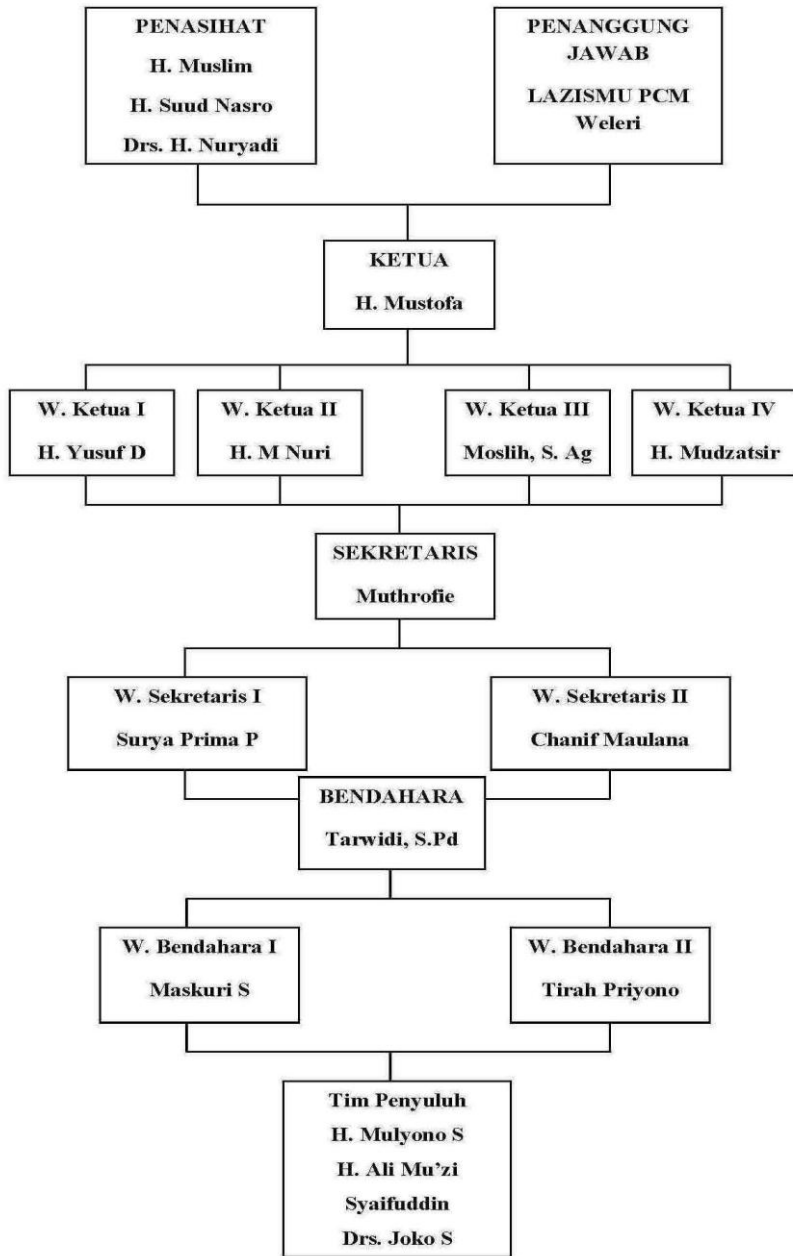 PENASIHAT
H. Muslim
H. Suud Nasro
Drs. H. Nuryadi
PENANGGUNG
JAWAB
LAZISMU PCM
Weleri
KETUA
H. Mustofa
W. Ketua I
H. Yusuf D
W. Ketua II
H. M Nuri
W. Ketua III
Moslih, S. Ag
W. Ketua IV
H. Mudzatsir
SEKRETARIS
Muthrofie
W. Sekretaris I
Surya Prima P
W. Sekretaris II
Chanif Maulana
BENDAHARA
Tarwidi, S.Pd
W. Bendahara I
Maskuri S
W. Bendahara II
Tirah Priyono
Tim Penyuluh
H. Mulyono S
H. Ali Mu’zi
Syaifuddin
Drs. Joko S